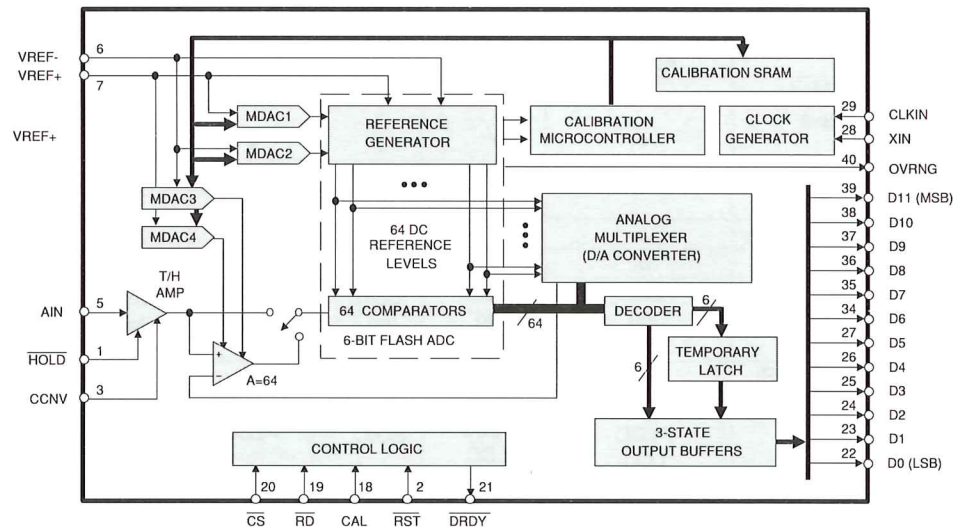 6
VREF-
VREF+
7
VREF+
MDAC1
MDAC2
MDAC3
MDAC4
REFERENCE
GENERATOR
CALIBRATION
MICROCONTROLLER
CALIBRATION SRAM
CLOCK
GENERATOR
29
CLKIN
28
XIN
40
OVRNG
64 DC
REFERENCE
LEVELS
ANALOG
MULTIPLEXER
(D/A CONVERTER)
39
D11 (MSB)
38
D10
37
D9
36
D8
35
D7
34
D6
27
D5
26
D4
25
D3
24
D2
23
D1
22
D0 (LSB)
T/H
AMP
AIN
5
HOLD
1
CCNV
3
+
–
A=64
64 COMPARATORS
6-BIT FLASH ADC
64
DECODER
6
6
TEMPORARY
LATCH
3-STATE
OUTPUT BUFFERS
CONTROL LOGIC
20
19
18
2
21
CS
RD
CAL
RST
DRDY